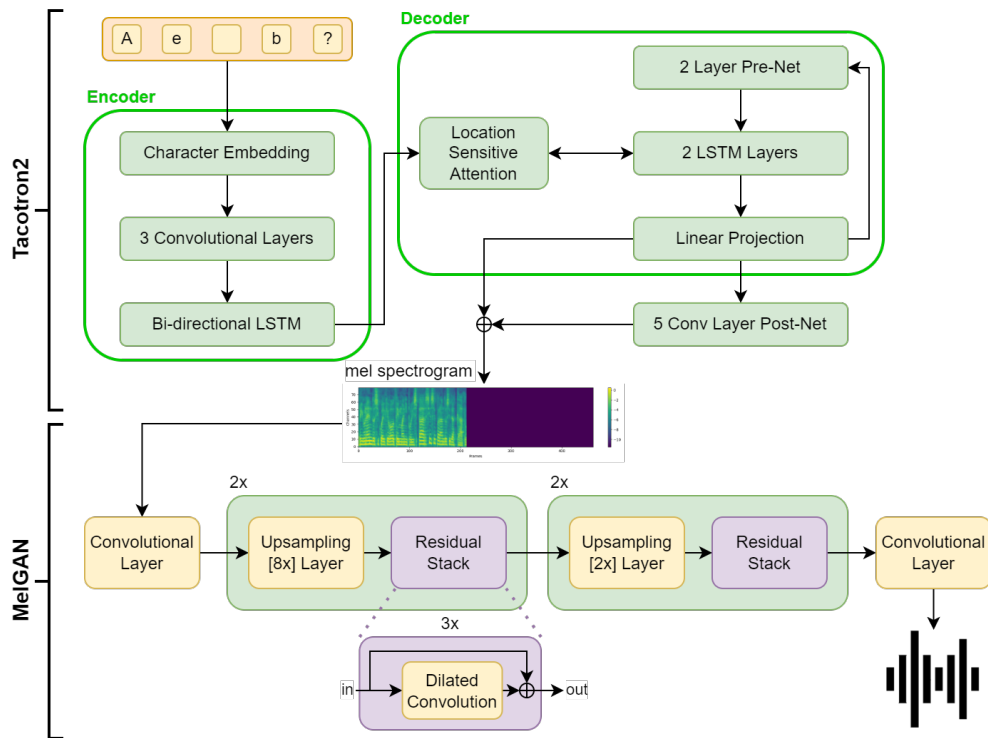 A e b ?
Decoder
2 Layer Pre-Net
Encoder
Character Embedding
Location
Sensitive
Attention
2 LSTM Layers
3 Convolutional Layers
Linear Projection
Bi-directional LSTM
5 Conv Layer Post-Net
Tacotron2
mel spectrogram
MelGAN
2x
2x
Convolutional
Layer
Upsampling
[8x] Layer
Residual
Stack
Upsampling
[2x] Layer
Residual
Stack
Convolutional
Layer
3x
in
Dilated
Convolution
out